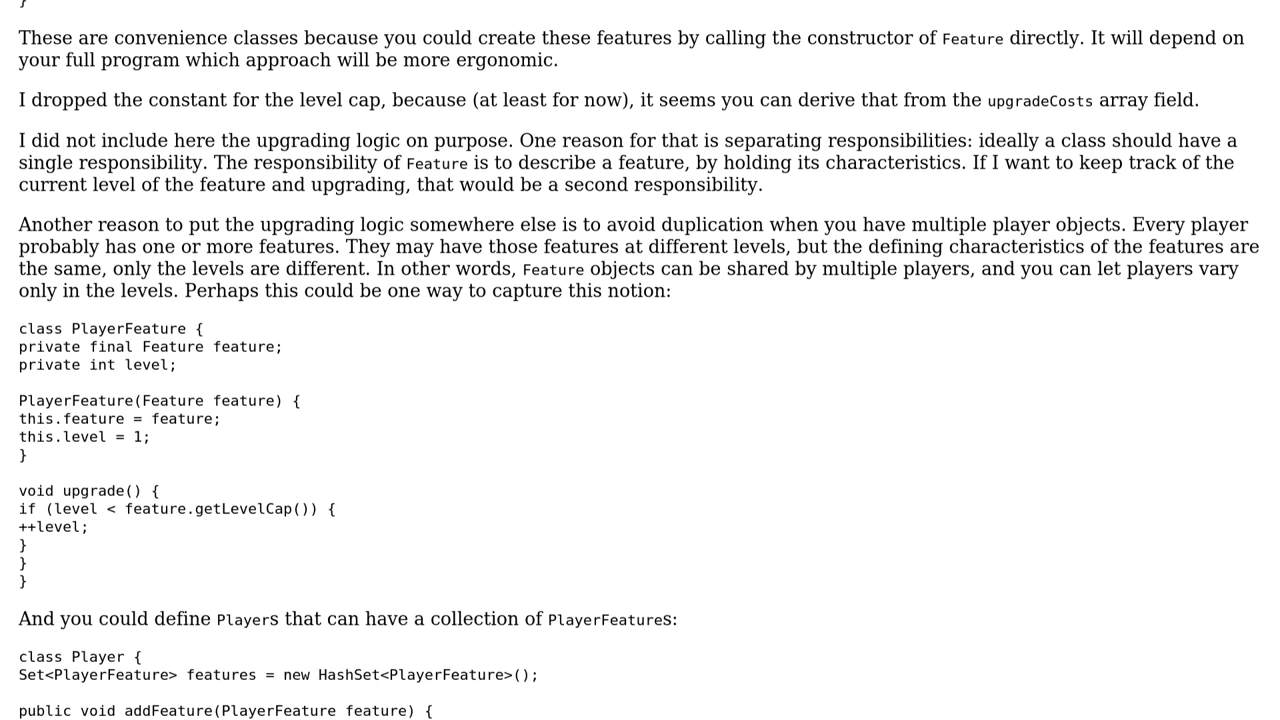 }
These are convenience classes because you could create these features by calling the constructor of Feature directly. It will depend on
your full program which approach will be more ergonomic.
I dropped the constant for the level cap, because (at least for now), it seems you can derive that from the upgradeCosts array field.
I did not include here the upgrading logic on purpose. One reason for that is separating responsibilities: ideally a class should have a
single responsibility. The responsibility of Feature is to describe a feature, by holding its characteristics. If I want to keep track of the
current level of the feature and upgrading, that would be a second responsibility.
Another reason to put the upgrading logic somewhere else is to avoid duplication when you have multiple player objects. Every player
probably has one or more features. They may have those features at different levels, but the defining characteristics of the features are
the same, only the levels are different. In other words, Feature objects can be shared by multiple players, and you can let players vary
only in the levels. Perhaps this could be one way to capture this notion:
class PlayerFeature {
private final Feature feature;
private int level;
PlayerFeature(Feature feature) {
this.feature = feature;
this.level = 1;
}
void upgrade() {
if (level < feature.getLevelCap()) {
++level;
}
}
}
And you could define Players that can have a collection of PlayerFeatures:
class Player {
Set<PlayerFeature> features = new HashSet<PlayerFeature>();
public void addFeature(PlayerFeature feature) {